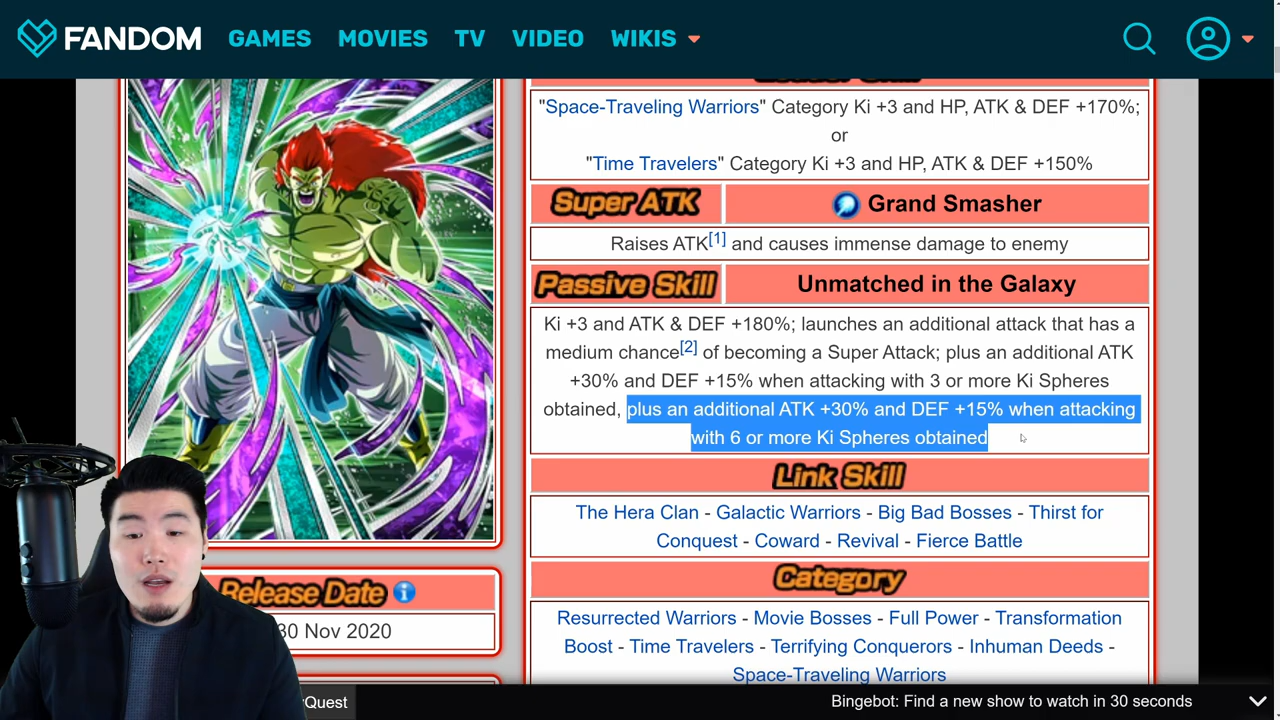 FANDOM GAMES MOVIES TV VIDEO WIKIS
"Space-Traveling Warriors" Category Ki +3 and HP, ATK & DEF +170%;
or
"Time Travelers" Category Ki +3 and HP, ATK & DEF +150%
Super ATK Grand Smasher
Raises ATK[1] and causes immense damage to enemy
Passive Skill Unmatched in the Galaxy
Ki +3 and ATK & DEF +180%; launches an additional attack that has a
medium chance[2] of becoming a Super Attack; plus an additional ATK
+30% and DEF +15% when attacking with 3 or more Ki Spheres
obtained, plus an additional ATK +30% and DEF +15% when attacking
with 6 or more Ki Spheres obtained
Link Skill
The Hera Clan - Galactic Warriors - Big Bad Bosses - Thirst for
Conquest - Coward - Revival - Fierce Battle
Category
Resurrected Warriors - Movie Bosses - Full Power - Transformation
Boost - Time Travelers - Terrifying Conquerors - Inhuman Deeds -
Space-Traveling Warriors
Release Date i
30 Nov 2020
Quest
Bingebot: Find a new show to watch in 30 seconds